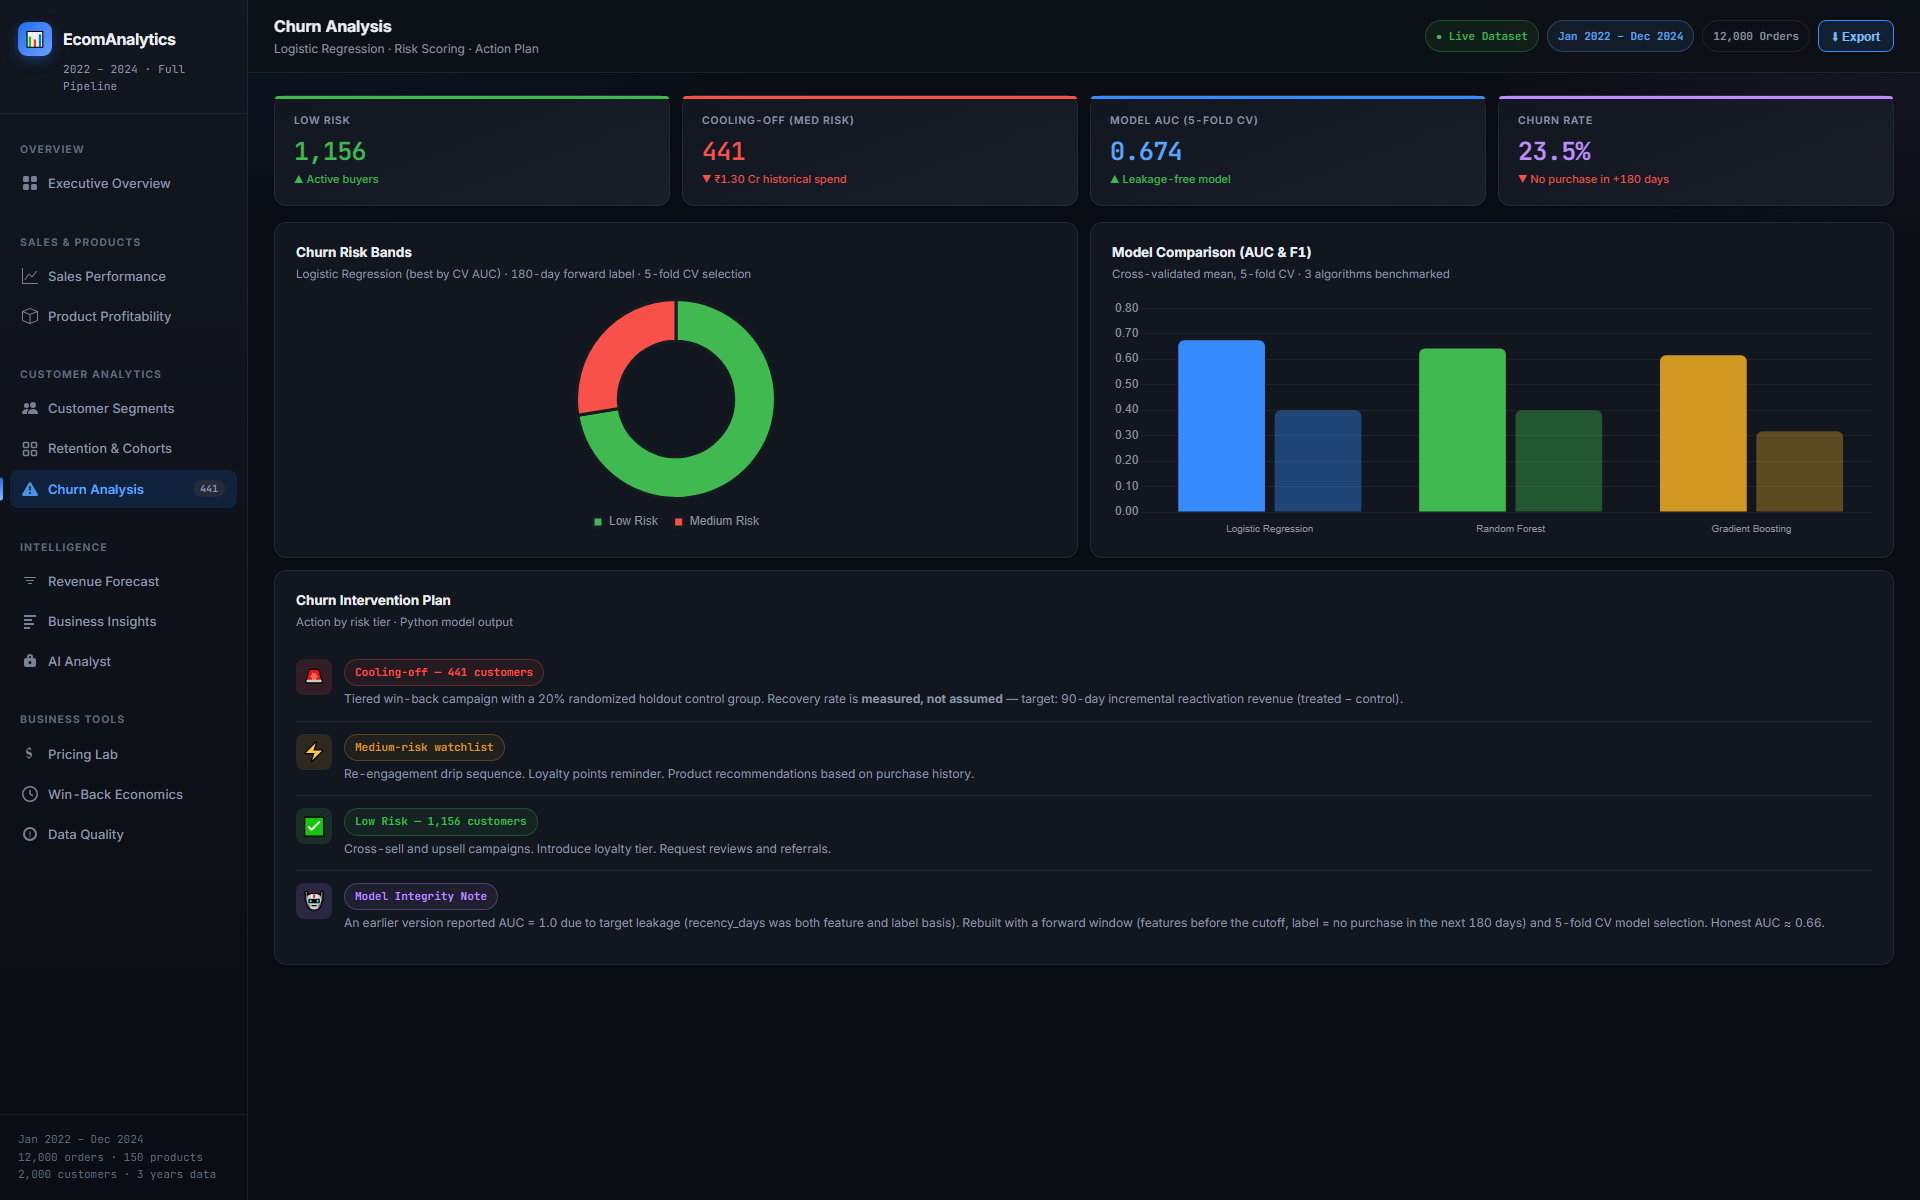 EcomAnalytics
2022 – 2024 · Full
Pipeline
OVERVIEW
Executive Overview
SALES & PRODUCTS
Sales Performance
Product Profitability
CUSTOMER ANALYTICS
Customer Segments
Retention & Cohorts
Churn Analysis 441
INTELLIGENCE
Revenue Forecast
Business Insights
AI Analyst
BUSINESS TOOLS
$ Pricing Lab
Win-Back Economics
Data Quality
Jan 2022 – Dec 2024
12,000 orders · 150 products
2,000 customers · 3 years data
Churn Analysis
Logistic Regression · Risk Scoring · Action Plan
● Live Dataset
Jan 2022 – Dec 2024
12,000 Orders
⬇ Export
LOW RISK
1,156
▲ Active buyers
COOLING-OFF (MED RISK)
441
▼ ₹1.30 Cr historical spend
MODEL AUC (5-FOLD CV)
0.674
▲ Leakage-free model
CHURN RATE
23.5%
▼ No purchase in +180 days
Churn Risk Bands
Logistic Regression (best by CV AUC) · 180-day forward label · 5-fold CV selection
Low Risk
Medium Risk
Model Comparison (AUC & F1)
Cross-validated mean, 5-fold CV · 3 algorithms benchmarked
0.80
0.70
0.60
0.50
0.40
0.30
0.20
0.10
0.00
Logistic Regression
Random Forest
Gradient Boosting
Churn Intervention Plan
Action by risk tier · Python model output
Cooling-off — 441 customers
Tiered win-back campaign with a 20% randomized holdout control group. Recovery rate is measured, not assumed — target: 90-day incremental reactivation revenue (treated − control).
Medium-risk watchlist
Re-engagement drip sequence. Loyalty points reminder. Product recommendations based on purchase history.
Low Risk — 1,156 customers
Cross-sell and upsell campaigns. Introduce loyalty tier. Request reviews and referrals.
Model Integrity Note
An earlier version reported AUC = 1.0 due to target leakage (recency_days was both feature and label basis). Rebuilt with a forward window (features before the cutoff, label = no purchase in the next 180 days) and 5-fold CV model selection. Honest AUC ≈ 0.66.